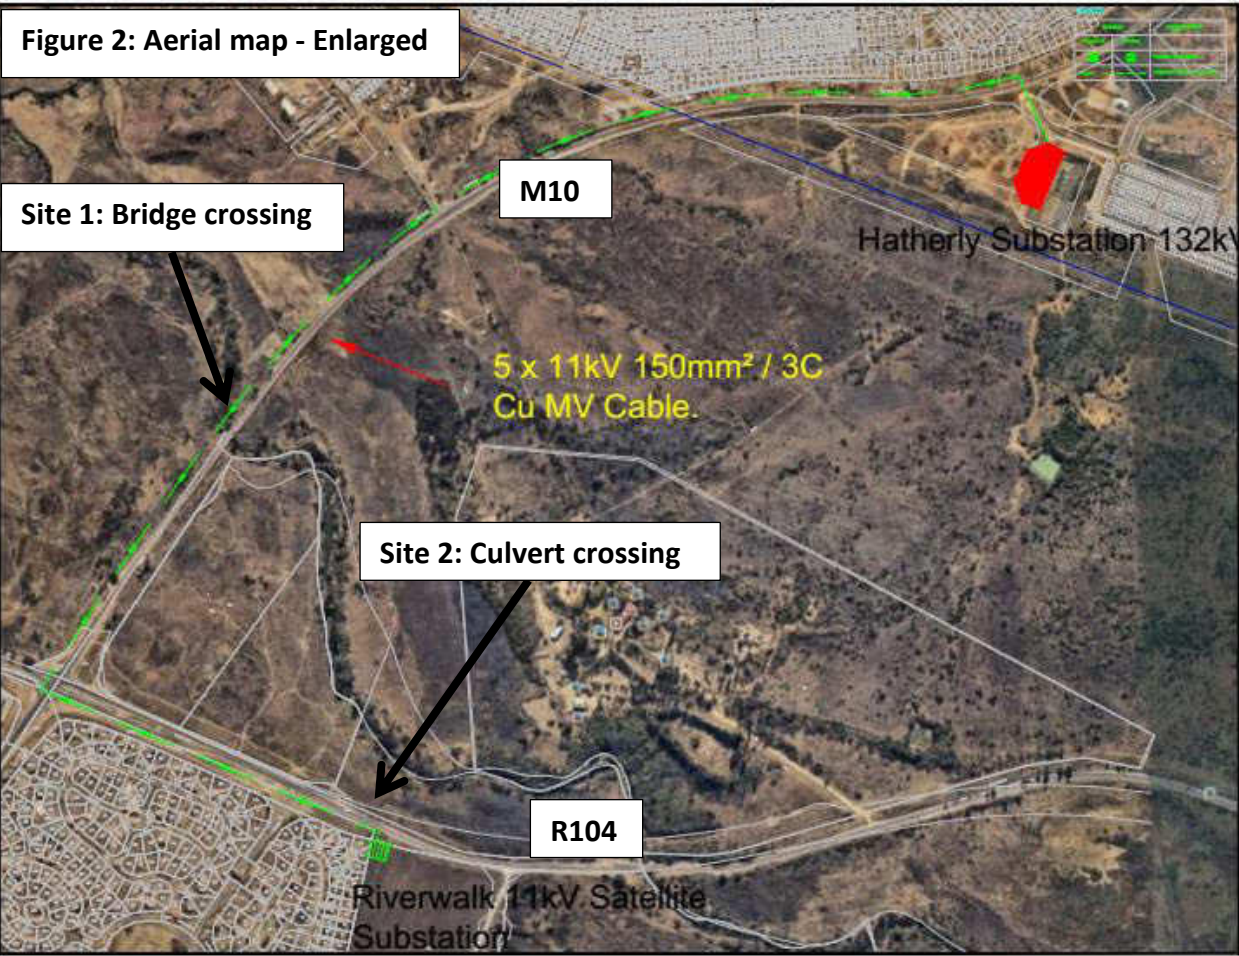 Figure 2: Aerial map - Enlarged
Site 1: Bridge crossing
M10
Hatherly Substation 132kV
5 x 11kV 150mm² / 3C
Cu MV Cable.
Site 2: Culvert crossing
R104
Riverwalk 11kV Satellite
Substation